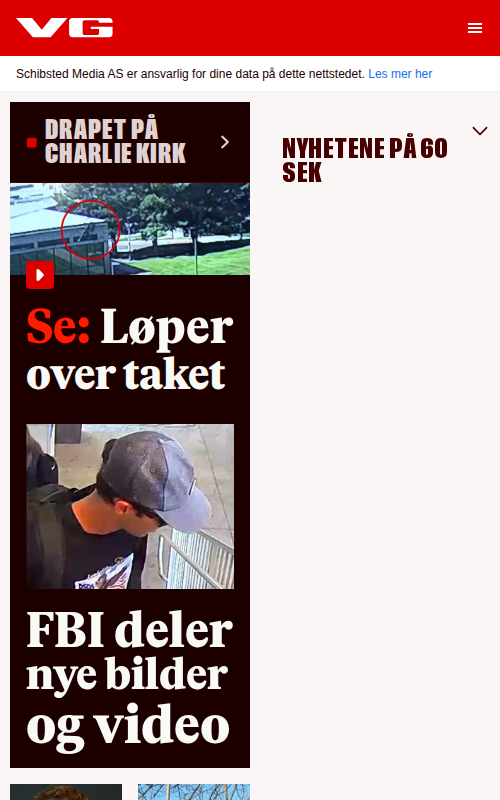 VG
Schibsted Media AS er ansvarlig for dine data på dette nettstedet. Les mer her
DRAPET PÅ
CHARLIE KIRK
Se: Løper
over taket
FBI deler
nye bilder
og video
NYHETENE PÅ 60
SEK